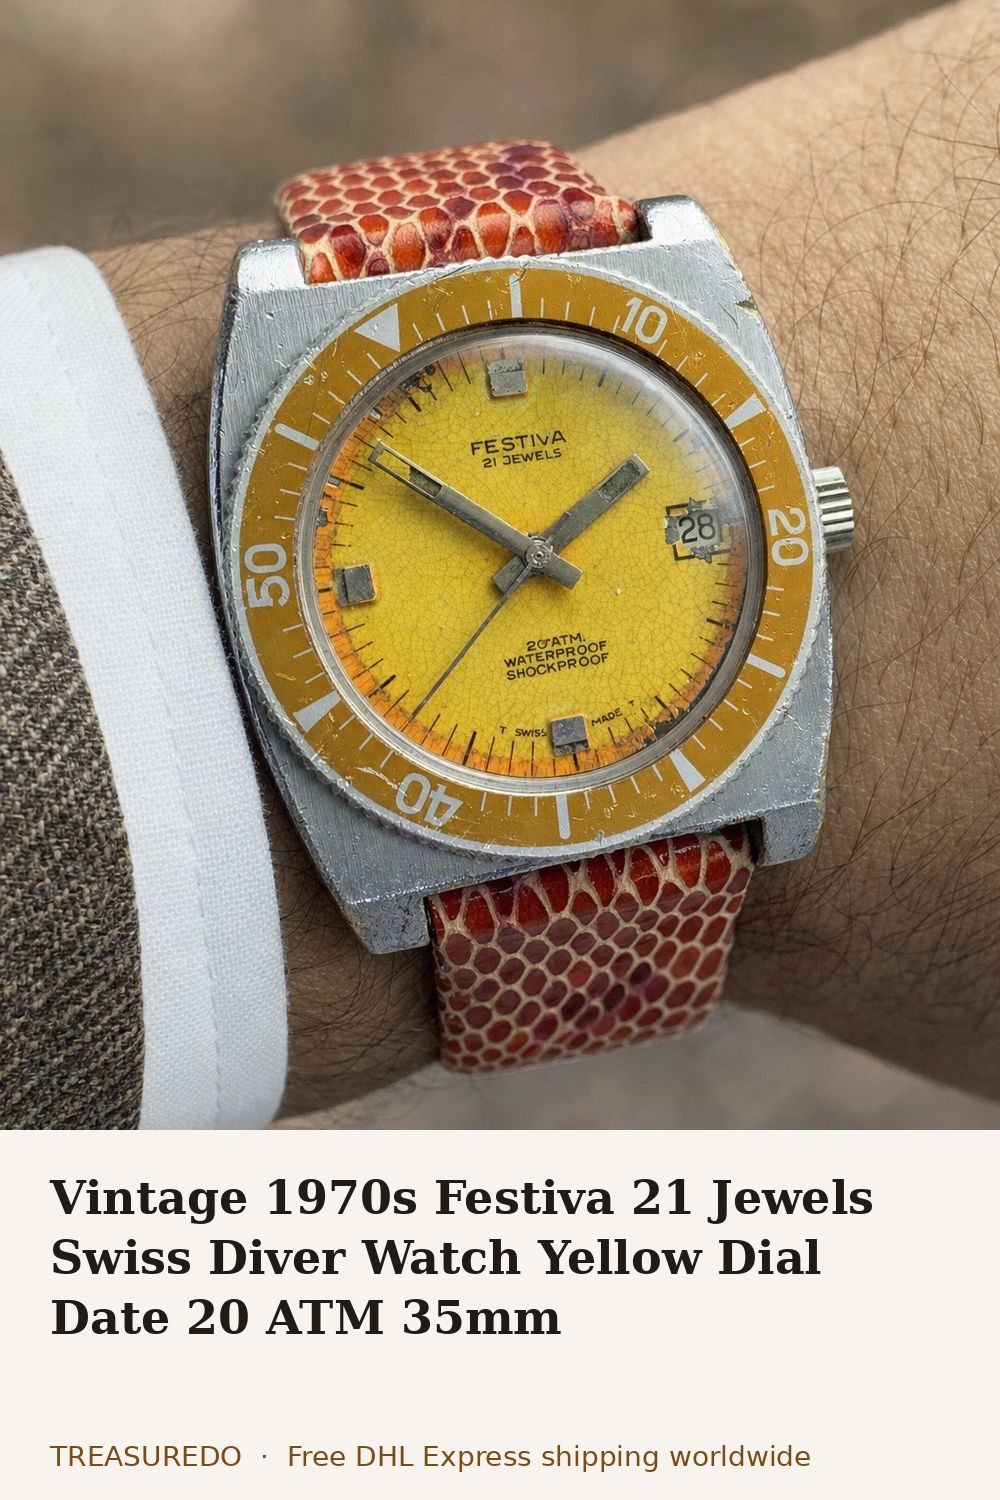 10
FESTIVA
21 JEWELS
28
20
50
20 ATM.
WATERPROOF
SHOCKPROOF
T SWISS MADE T
40
Vintage 1970s Festiva 21 Jewels
Swiss Diver Watch Yellow Dial
Date 20 ATM 35mm
TREASUREDO · Free DHL Express shipping worldwide